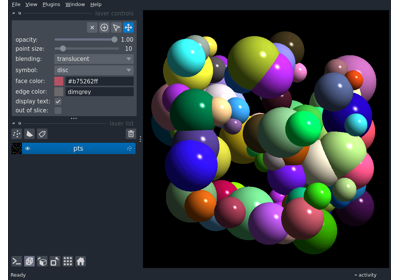 File View Plugins Window Help
layer controls
opacity: 1.00
point size: 10
blending: translucent
symbol: disc
face color: #b75262ff
edge color: dimgrey
display text: ✓
out of slice:
layer list
pts
Ready
activity